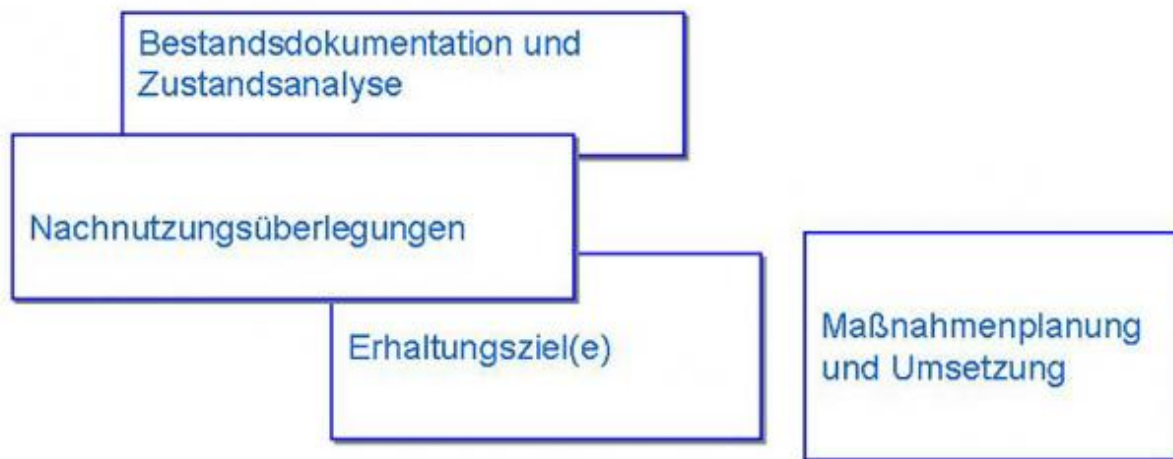 Bestandsdokumentation und
Zustandsanalyse
Nachnutzungsüberlegungen
Erhaltungsziel(e)
Maßnahmenplanung
und Umsetzung